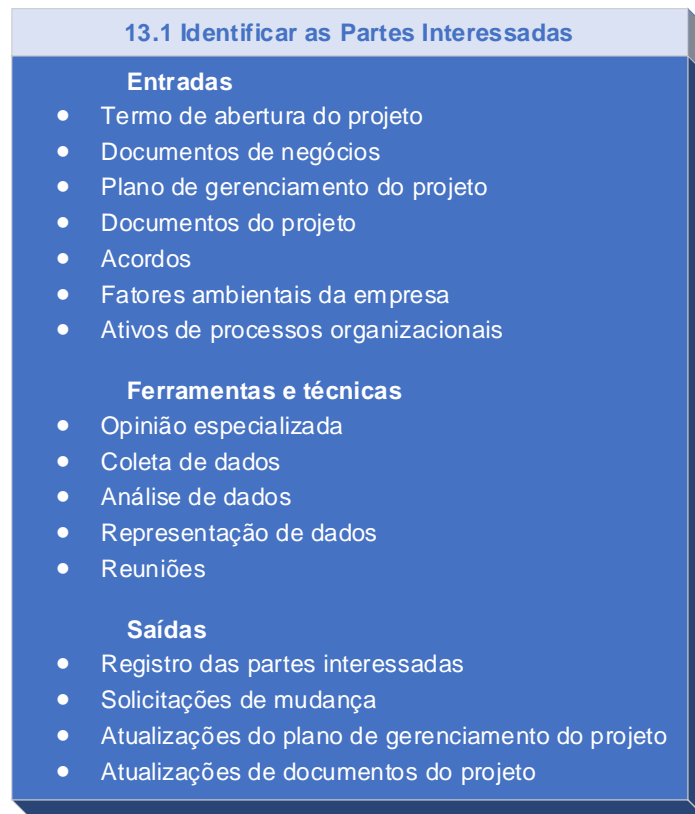 13.1 Identificar as Partes Interessadas
Entradas
● Termo de abertura do projeto
● Documentos de negócios
● Plano de gerenciamento do projeto
● Documentos do projeto
● Acordos
● Fatores ambientais da empresa
● Ativos de processos organizacionais
Ferramentas e técnicas
● Opinião especializada
● Coleta de dados
● Análise de dados
● Representação de dados
● Reuniões
Saídas
● Registro das partes interessadas
● Solicitações de mudança
● Atualizações do plano de gerenciamento do projeto
● Atualizações de documentos do projeto